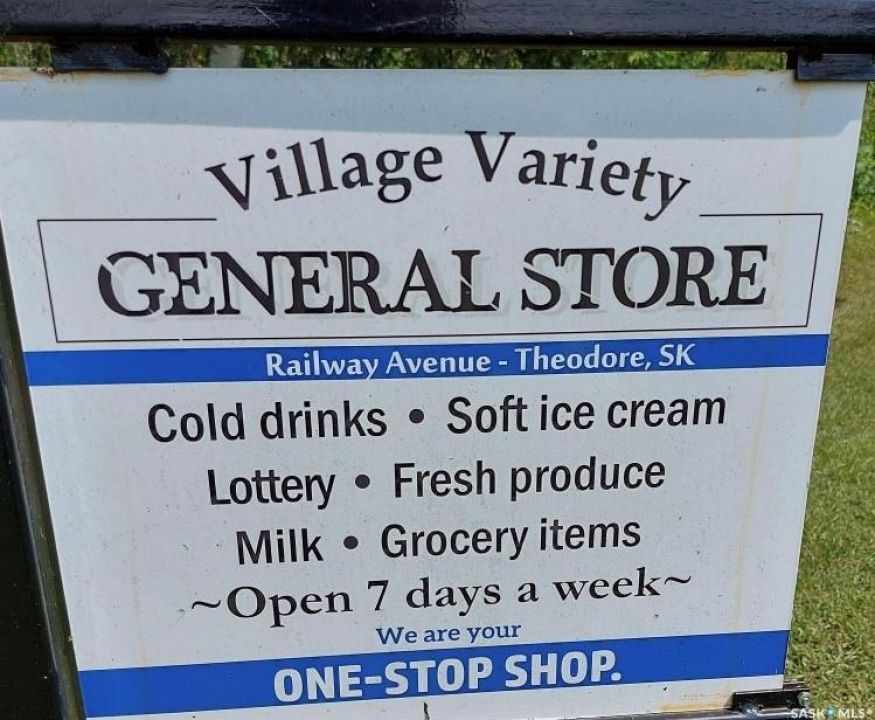 Village Variety
GENERAL STORE
Railway Avenue - Theodore, SK
Cold drinks • Soft ice cream
Lottery • Fresh produce
Milk • Grocery items
~Open 7 days a week~
We are your
ONE-STOP SHOP.
SASK MLS®